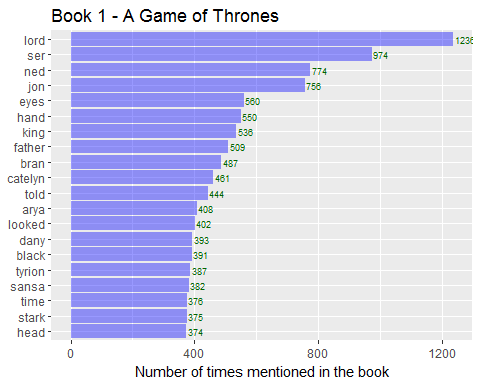 Book 1 - A Game of Thrones
lord 1236
ser 974
ned 774
jon 756
eyes 560
hand 550
king 536
father 509
bran 487
catelyn 461
told 444
arya 408
looked 402
dany 393
black 391
tyrion 387
sansa 382
time 376
stark 375
head 374
0 400 800 1200
Number of times mentioned in the book